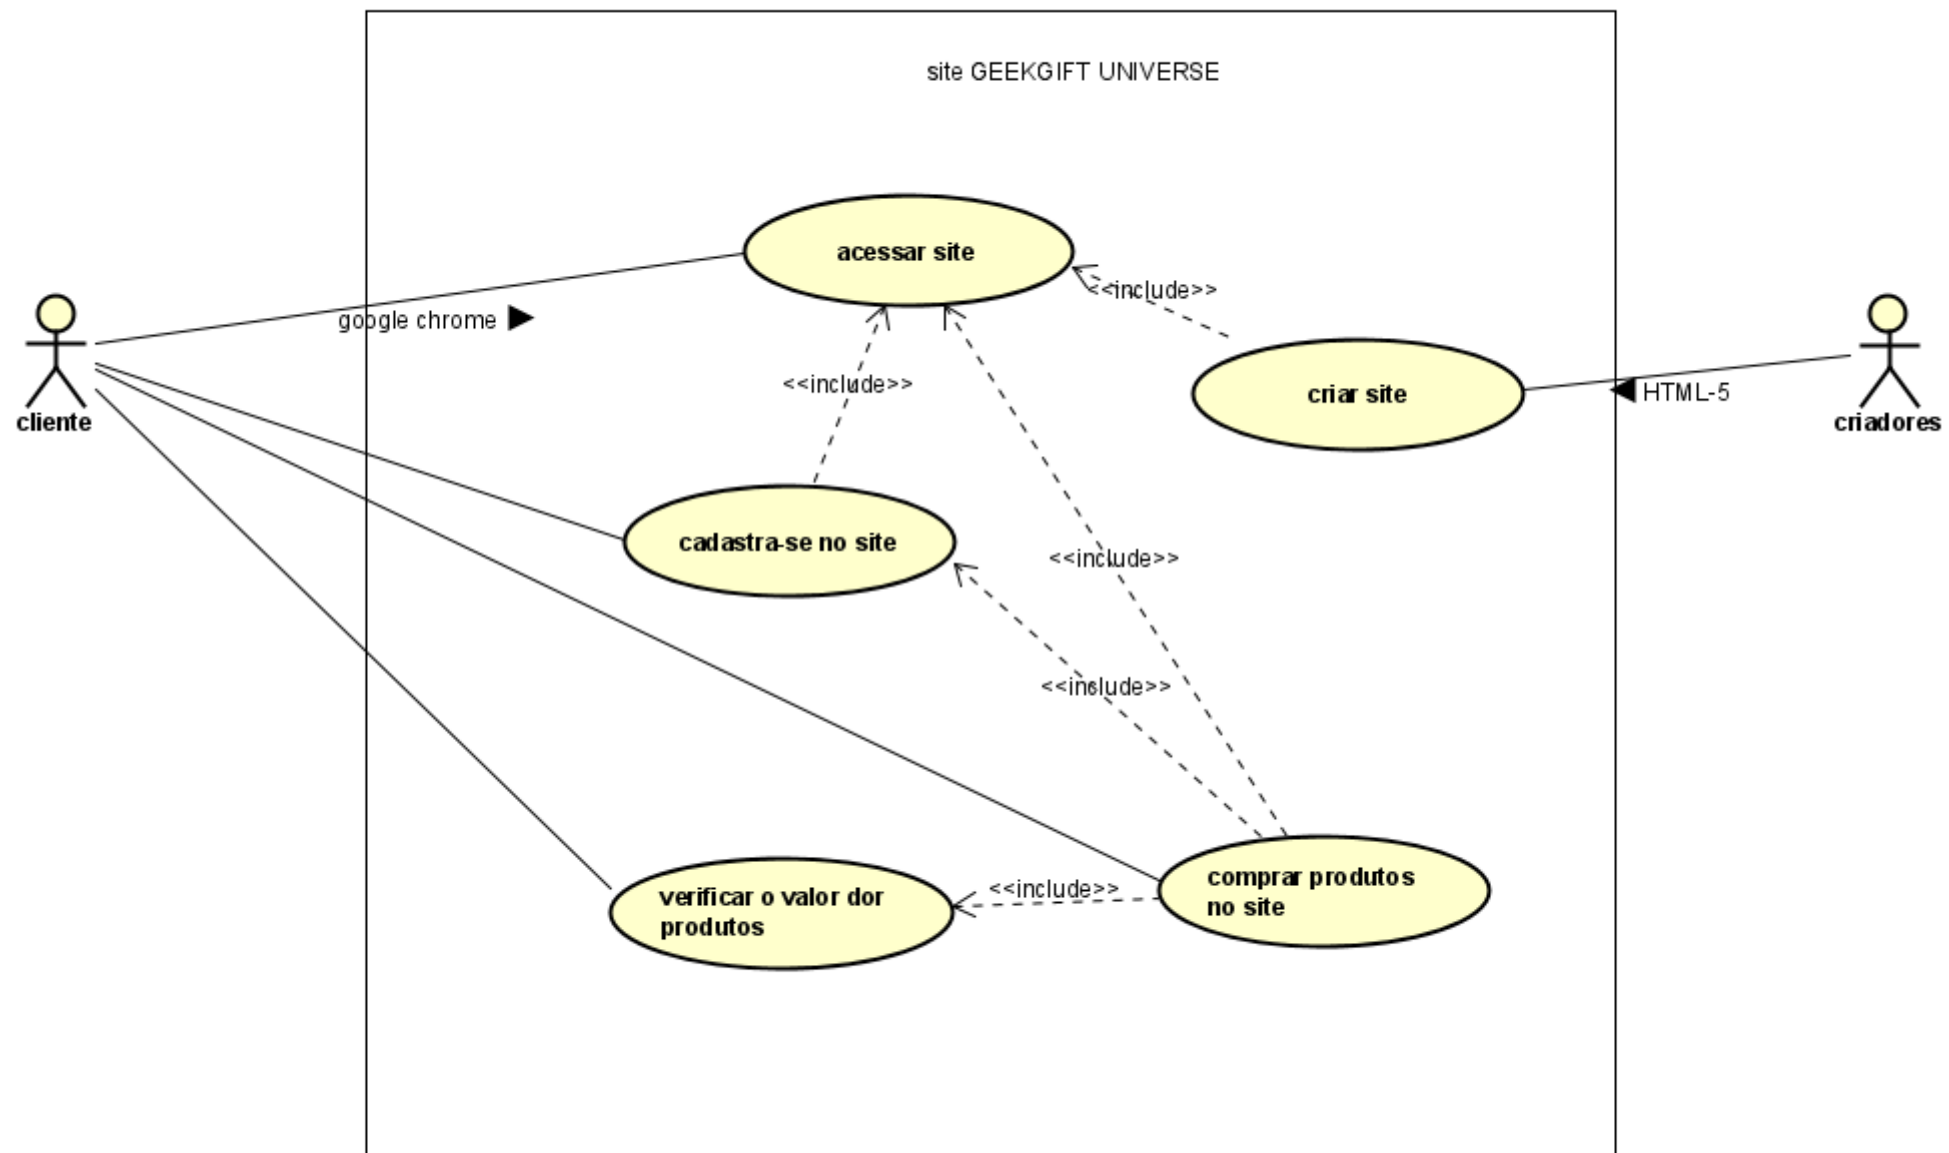 site GEEKGIFT UNIVERSE
acessar site
<<include>>
google chrome
criar site
HTML-5
cliente
criadores
<<include>>
cadastra-se no site
<<include>>
<<include>>
verificar o valor dor
produtos
<<include>>
comprar produtos
no site